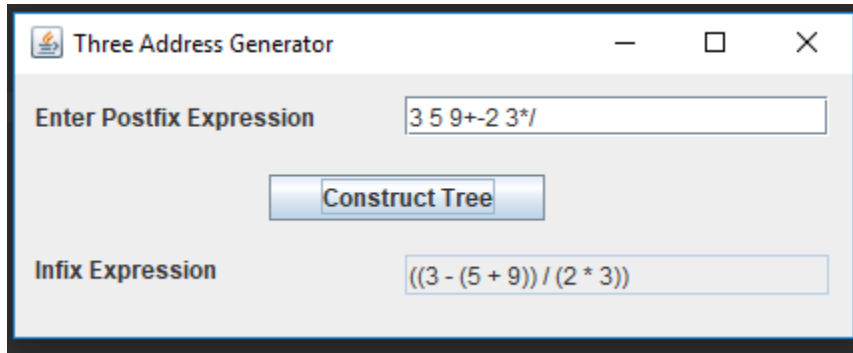 Three Address Generator
Enter Postfix Expression 3 5 9+-2 3*/
Construct Tree
Infix Expression ((3 - (5 + 9)) / (2 * 3))